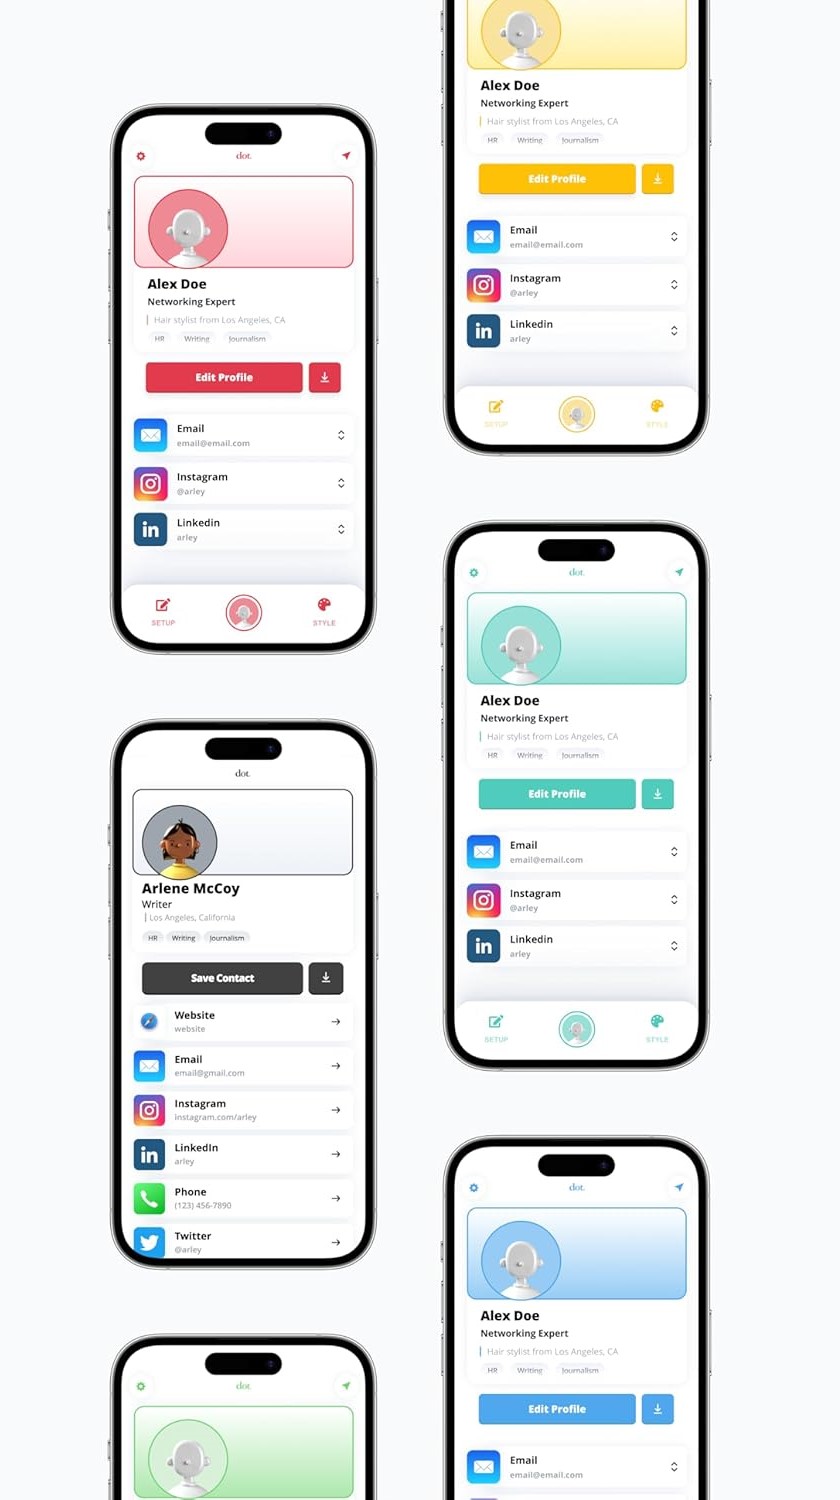 dot.
Alex Doe
Networking Expert
Hair stylist from Los Angeles, CA
HR Writing Journalism
Edit Profile
Email
email@email.com
Instagram
@arley
Linkedin
arley
SETUP STYLE
dot.
Arlene McCoy
Writer
Los Angeles, California
HR Writing Journalism
Save Contact
Website
website
Email
email@gmail.com
Instagram
instagram.com/arley
LinkedIn
arley
Phone
(123) 456-7890
Twitter
@arley
dot.
Alex Doe
Networking Expert
Hair stylist from Los Angeles, CA
HR Writing Journalism
Edit Profile
Email
email@email.com
Instagram
@arley
Linkedin
arley
SETUP STYLE
dot.
Alex Doe
Networking Expert
Hair stylist from Los Angeles, CA
HR Writing Journalism
Edit Profile
Email
email@email.com
Instagram
@arley
Linkedin
arley
SETUP STYLE
dot.
Alex Doe
Networking Expert
Hair stylist from Los Angeles, CA
HR Writing Journalism
Edit Profile
Email
email@email.com